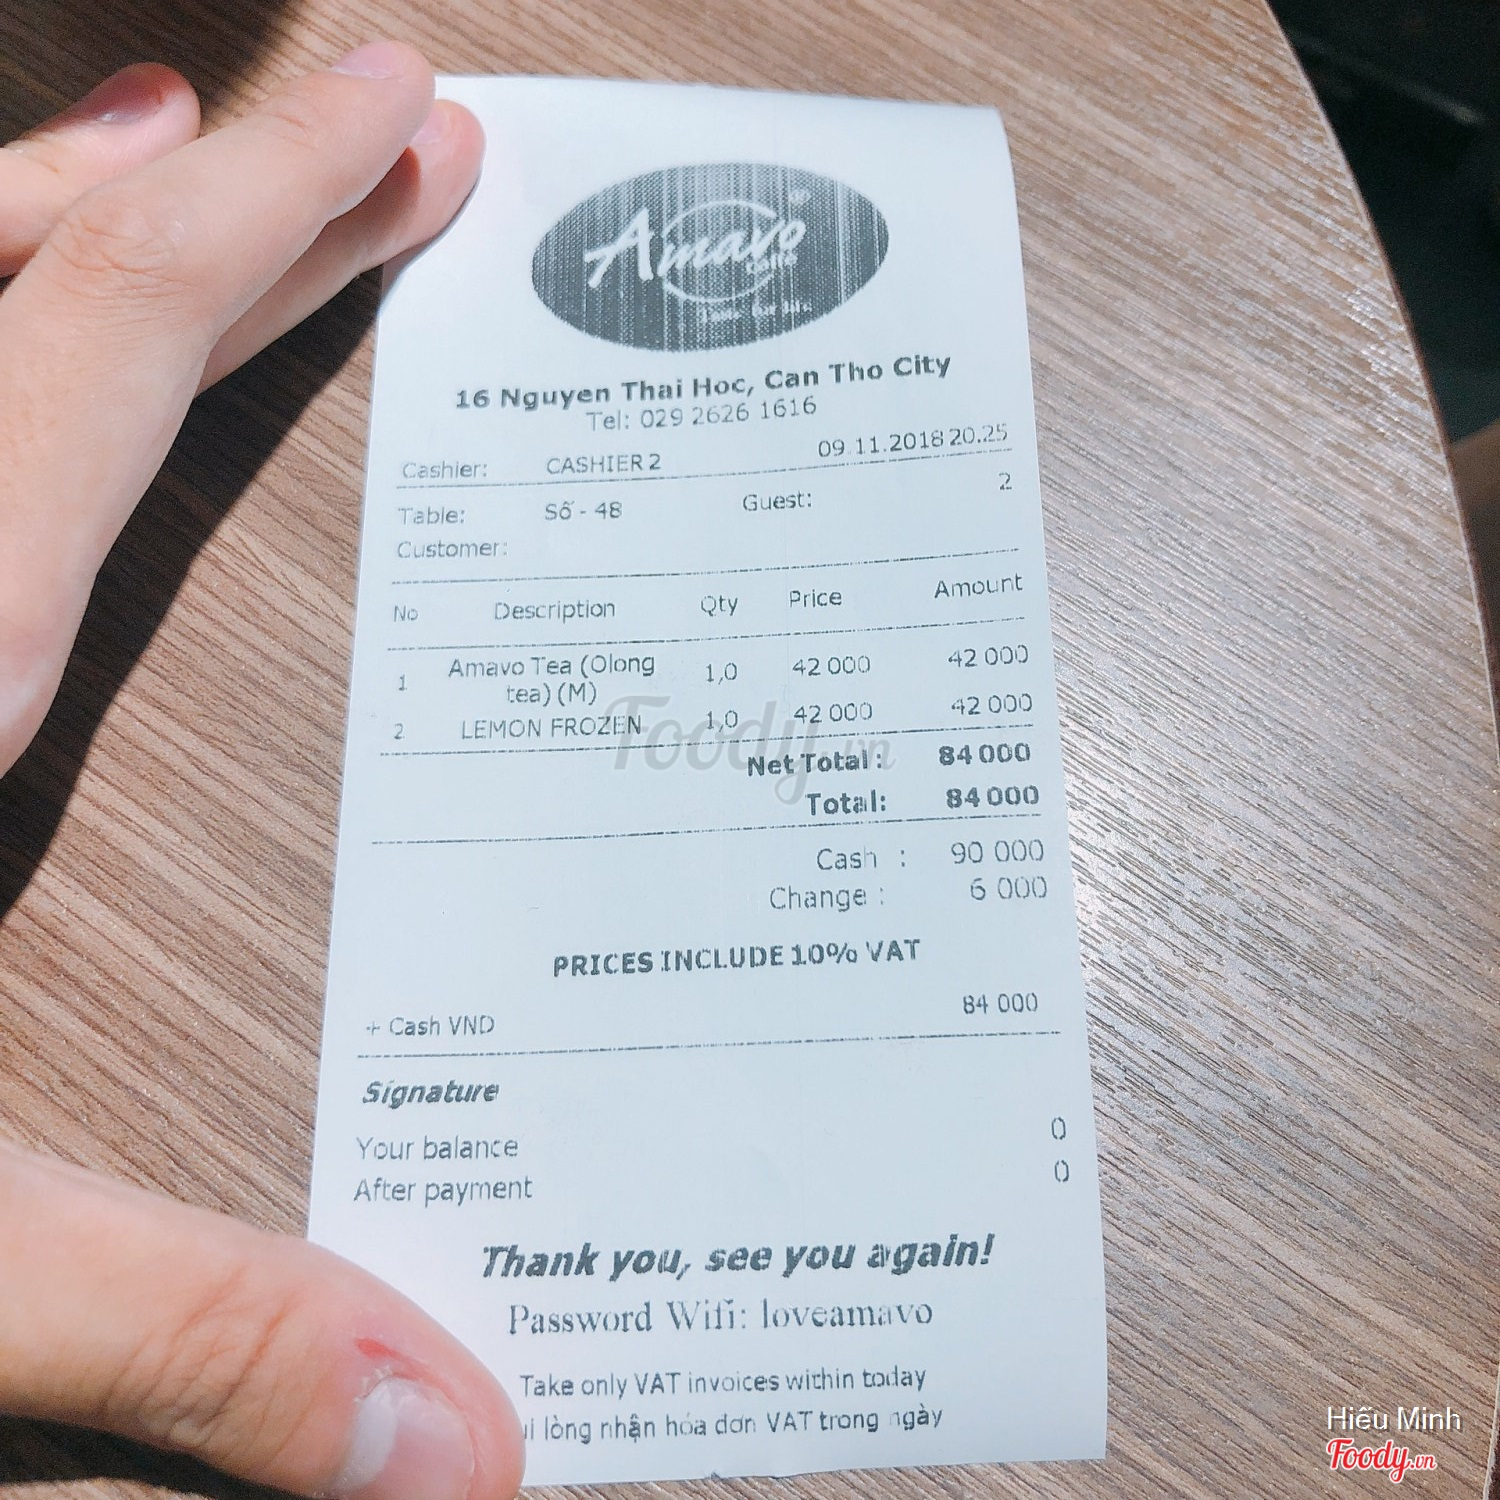 Amavo
16 Nguyen Thai Hoc, Can Tho City
Tel: 029 2626 1616
Cashier: CASHIER 2 09.11.2018 20.25
Table: Số - 48 Guest: 2
Customer:
No Description Qty Price Amount
1 Amavo Tea (Olong tea) (M) 1,0 42 000 42 000
2 LEMON FROZEN 1,0 42 000 42 000
Net Total: 84 000
Total: 84 000
Cash : 90 000
Change : 6 000
PRICES INCLUDE 10% VAT
+ Cash VND 84 000
Signature
Your balance 0
After payment 0
Thank you, see you again!
Password Wifi: loveamavo
Take only VAT invoices within today
lòng nhận hóa đơn VAT trong ngày
Foody.vn
Hiếu Minh
Foody.vn